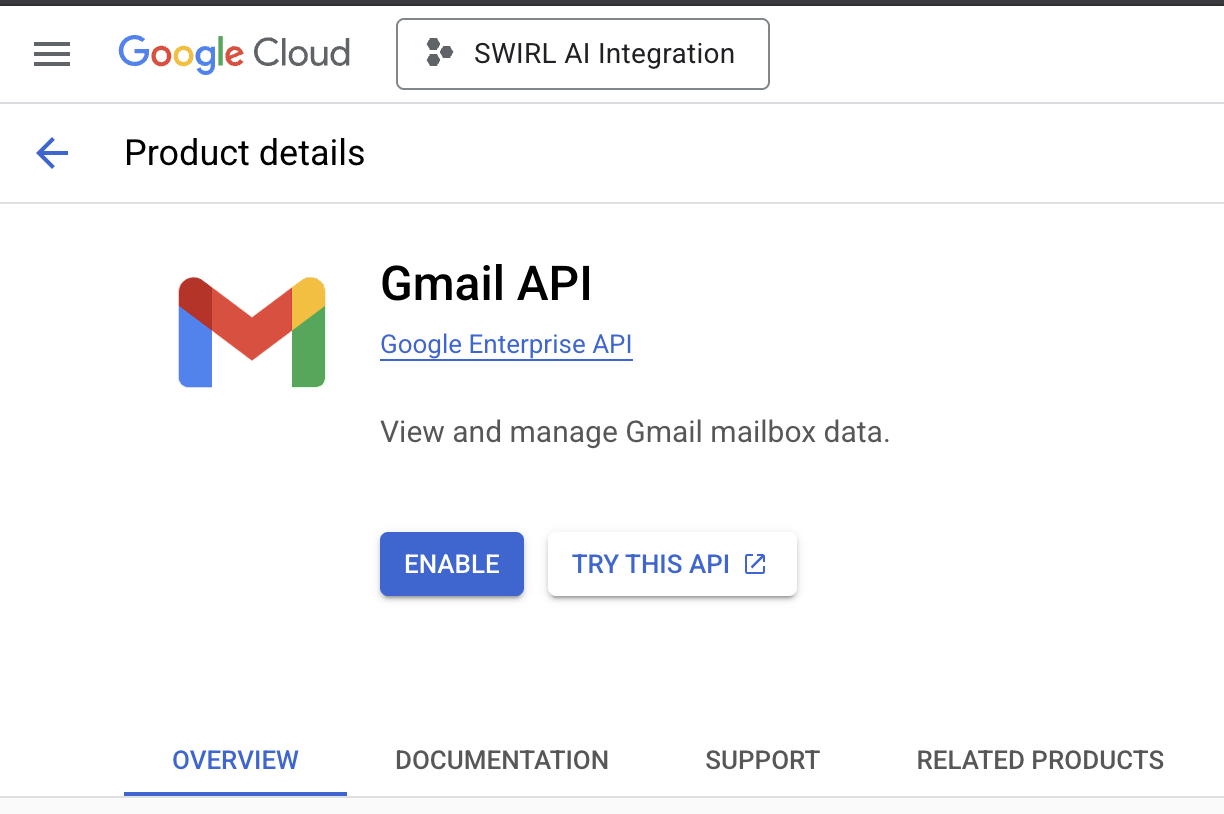 Google Cloud
SWIRL AI Integration
Product details
Gmail API
Google Enterprise API
View and manage Gmail mailbox data.
ENABLE
TRY THIS API
OVERVIEW
DOCUMENTATION
SUPPORT
RELATED PRODUCTS